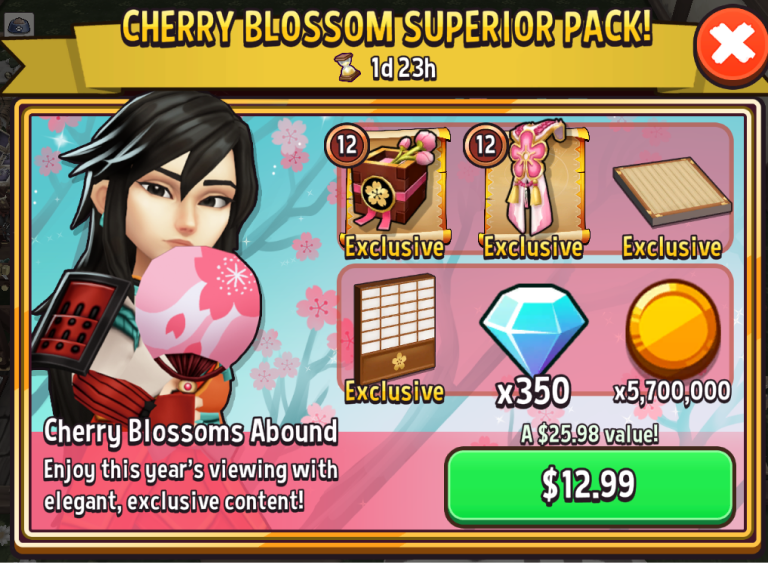 CHERRY BLOSSOM SUPERIOR PACK!
1d 23h
12
12
Exclusive
Exclusive
Exclusive
Exclusive
x350
x5,700,000
Cherry Blossoms Abound
Enjoy this year's viewing with
elegant, exclusive content!
A $25.98 value!
$12.99